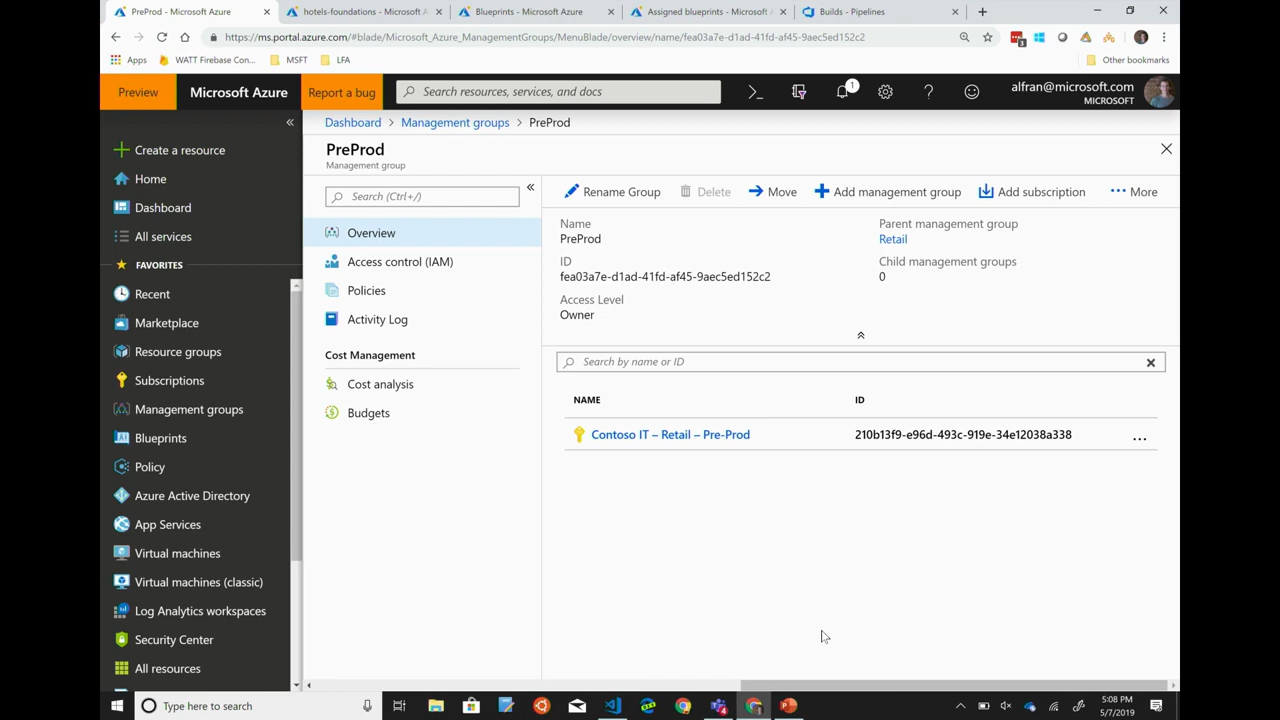 PreProd - Microsoft Azure
hotels-foundations - Microsoft A
Blueprints - Microsoft Azure
Assigned blueprints - Microsoft A
Builds - Pipelines
https://ms.portal.azure.com/#blade/Microsoft_Azure_ManagementGroups/MenuBlade/overview/name/fea03a7e-d1ad-41fd-af45-9aec5ed152c2
Apps
WATT Firebase Con...
MSFT
LFA
Other bookmarks
Preview
Microsoft Azure
Report a bug
Search resources, services, and docs
1
alfran@microsoft.com
MICROSOFT
Create a resource
Home
Dashboard
All services
FAVORITES
Recent
Marketplace
Resource groups
Subscriptions
Management groups
Blueprints
Policy
Azure Active Directory
App Services
Virtual machines
Virtual machines (classic)
Log Analytics workspaces
Security Center
All resources
Dashboard > Management groups > PreProd
PreProd
Management group
Search (Ctrl+/)
Overview
Access control (IAM)
Policies
Activity Log
Cost Management
Cost analysis
Budgets
Rename Group
Delete
Move
Add management group
Add subscription
More
Name
PreProd
ID
fea03a7e-d1ad-41fd-af45-9aec5ed152c2
Access Level
Owner
Parent management group
Retail
Child management groups
0
Search by name or ID
NAME
ID
Contoso IT – Retail – Pre-Prod
210b13f9-e96d-493c-919e-34e12038a338
Type here to search
5:08 PM
5/7/2019